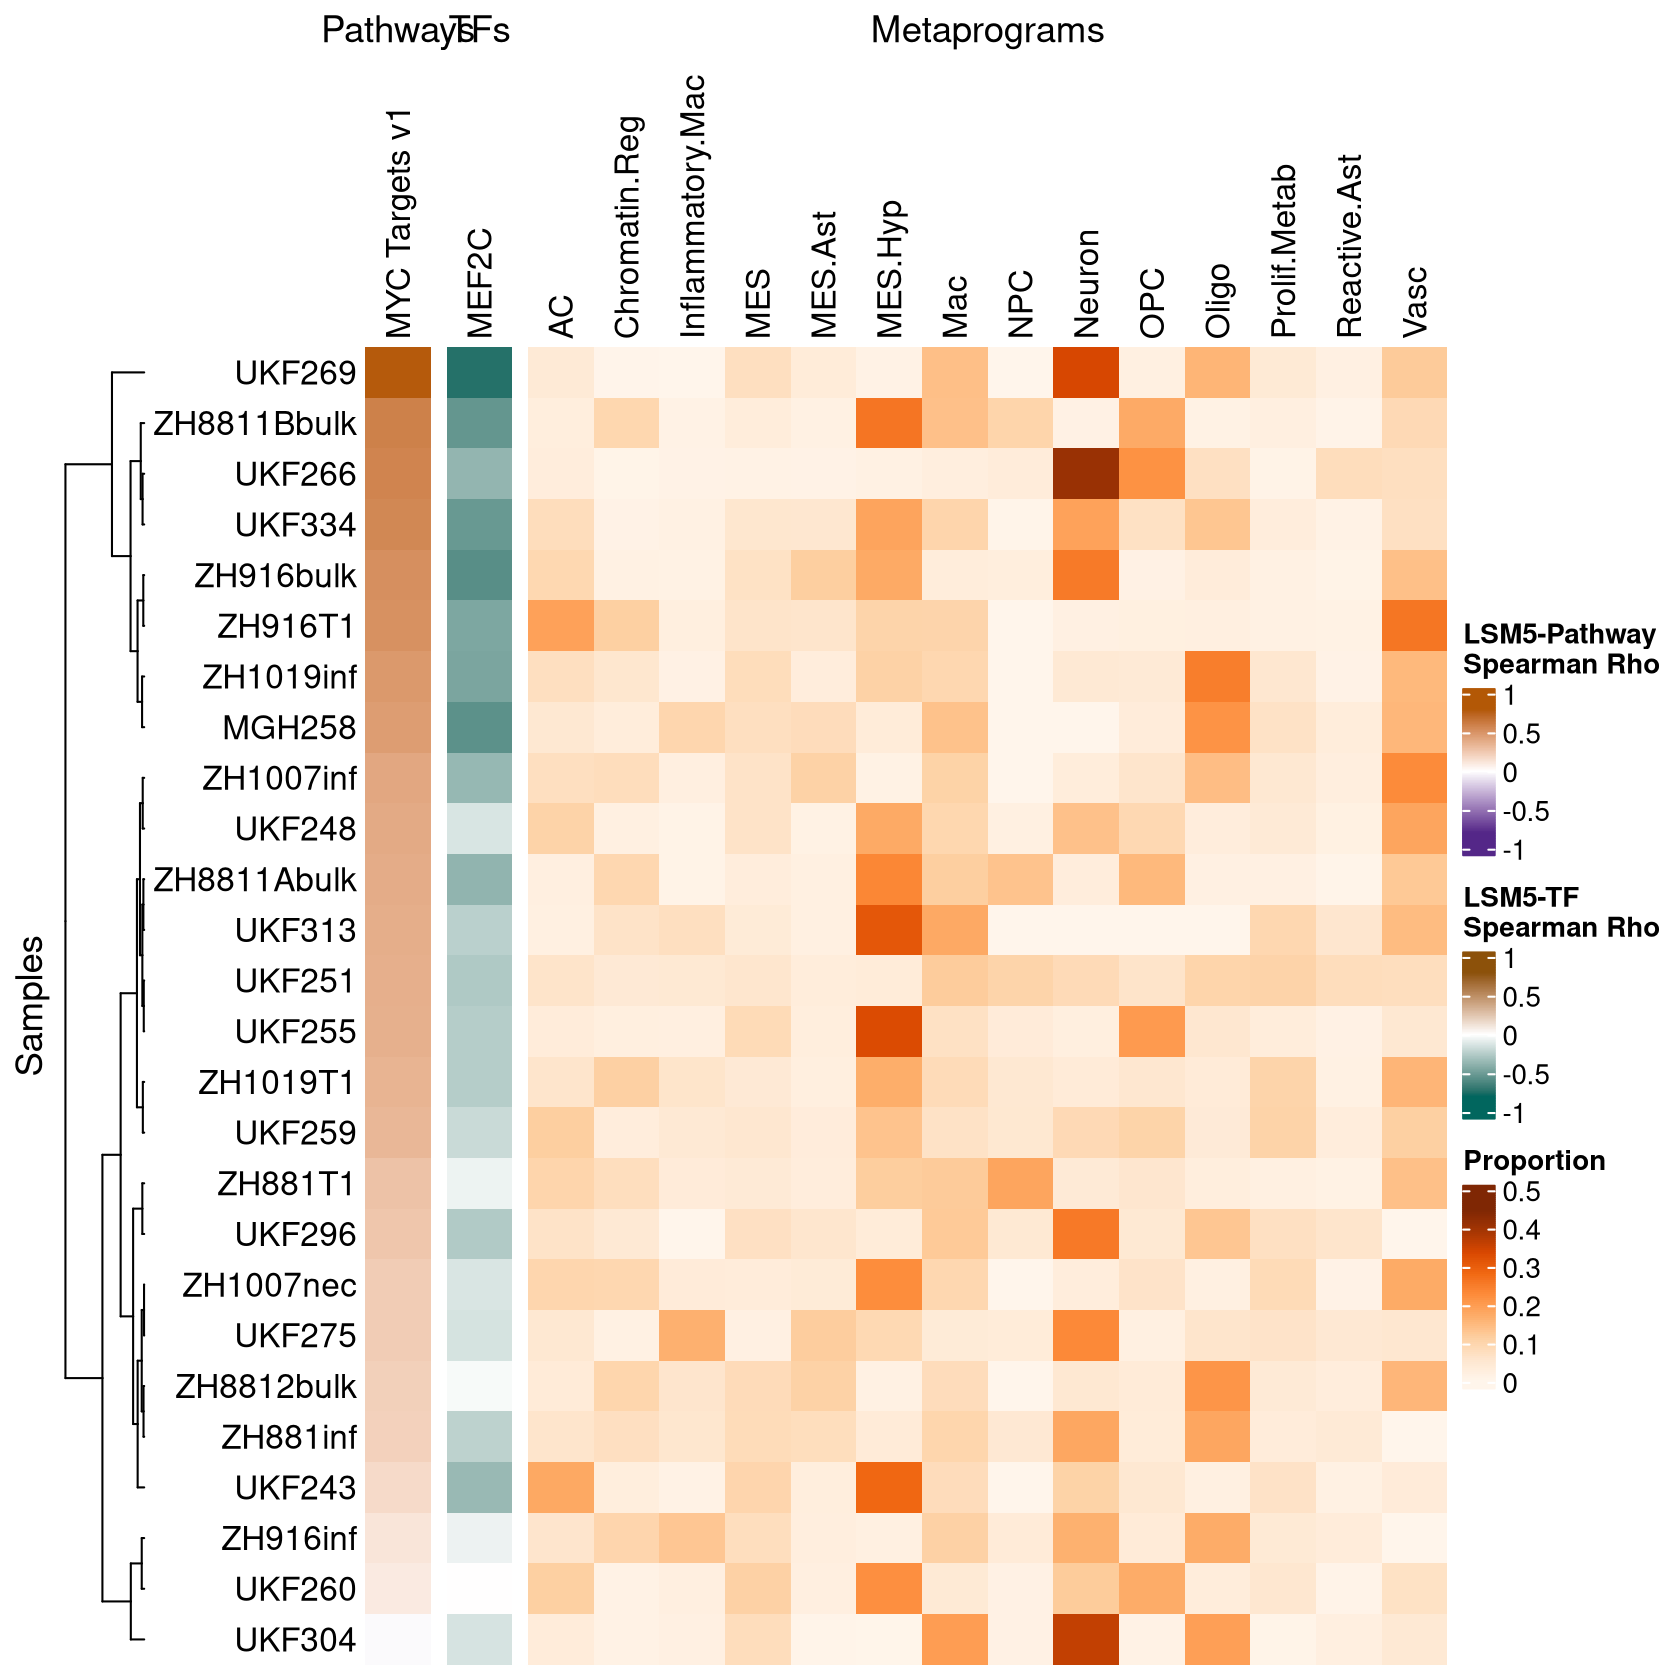 Pathways
TFs
Metaprograms
MYC Targets v1
MEF2C
AC
Chromatin.Reg
Inflammatory.Mac
MES
MES.Ast
MES.Hyp
Mac
NPC
Neuron
OPC
Oligo
Prolif.Metab
Reactive.Ast
Vasc
Samples
UKF269
ZH8811Bbulk
UKF266
UKF334
ZH916bulk
ZH916T1
ZH1019inf
MGH258
ZH1007inf
UKF248
ZH8811Abulk
UKF313
UKF251
UKF255
ZH1019T1
UKF259
ZH881T1
UKF296
ZH1007nec
UKF275
ZH8812bulk
ZH881inf
UKF243
ZH916inf
UKF260
UKF304
LSM5-Pathway
Spearman Rho
1
0.5
0
-0.5
-1
LSM5-TF
Spearman Rho
1
0.5
0
-0.5
-1
Proportion
0.5
0.4
0.3
0.2
0.1
0